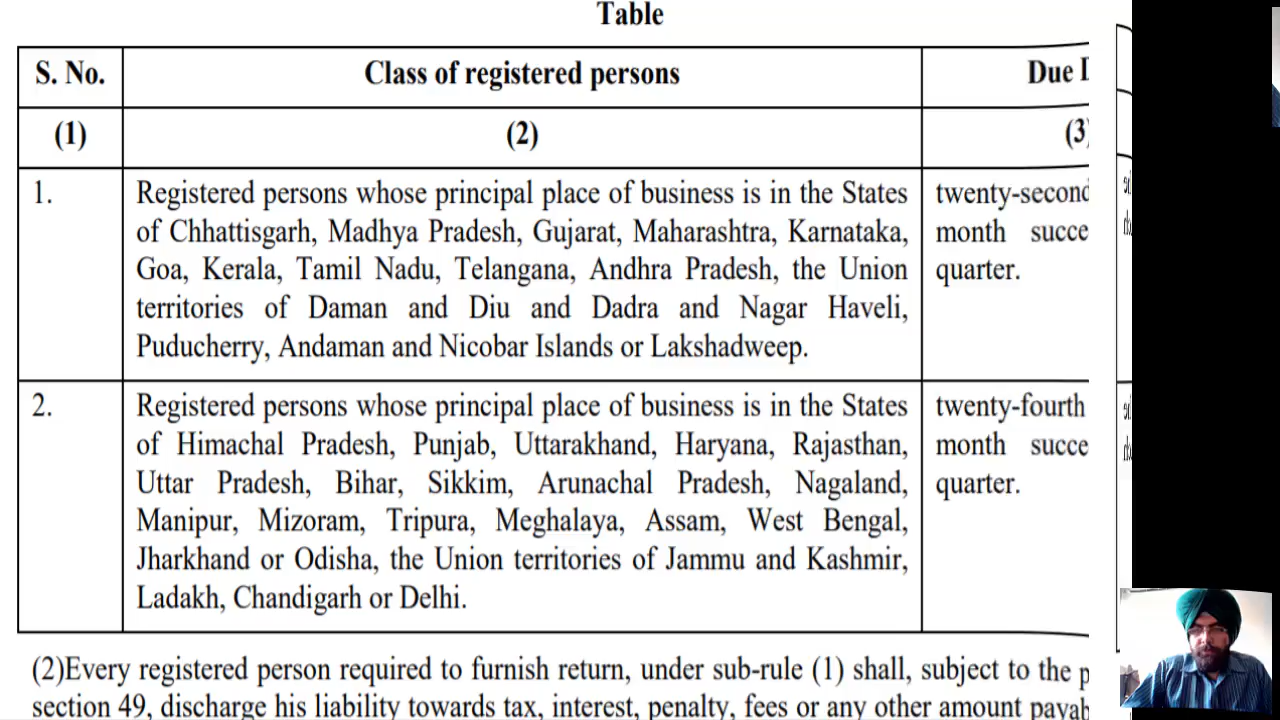 Table
S. No.
Class of registered persons
Due
(1)
(2)
(3)
1.
Registered persons whose principal place of business is in the States
of Chhattisgarh, Madhya Pradesh, Gujarat, Maharashtra, Karnataka,
Goa, Kerala, Tamil Nadu, Telangana, Andhra Pradesh, the Union
territories of Daman and Diu and Dadra and Nagar Haveli,
Puducherry, Andaman and Nicobar Islands or Lakshadweep.
twenty-second
month succe
quarter.
2.
Registered persons whose principal place of business is in the States
of Himachal Pradesh, Punjab, Uttarakhand, Haryana, Rajasthan,
Uttar Pradesh, Bihar, Sikkim, Arunachal Pradesh, Nagaland,
Manipur, Mizoram, Tripura, Meghalaya, Assam, West Bengal,
Jharkhand or Odisha, the Union territories of Jammu and Kashmir,
Ladakh, Chandigarh or Delhi.
twenty-fourth
month succe
quarter.
(2)Every registered person required to furnish return, under sub-rule (1) shall, subject to the p
section 49, discharge his liability towards tax, interest, penalty, fees or any other amount payab